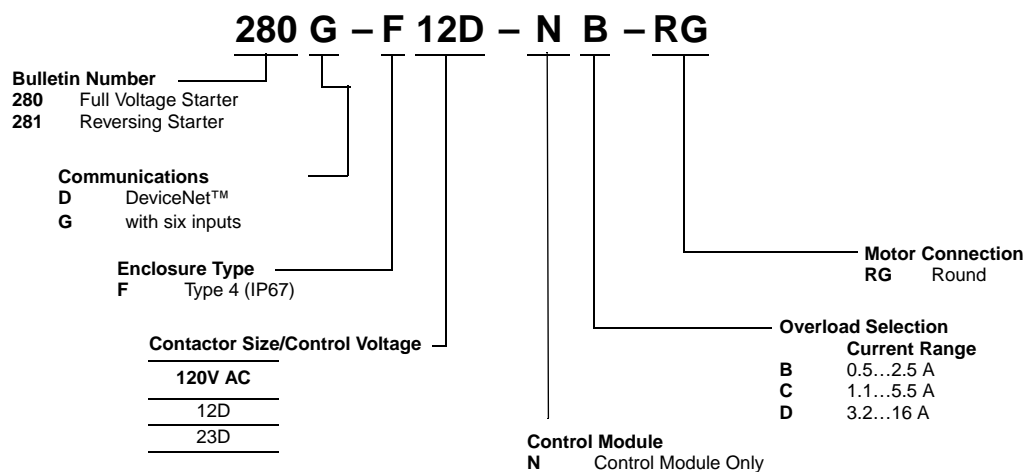 280 G – F 12D – N B – RG
Bulletin Number
280 Full Voltage Starter
281 Reversing Starter
Communications
D DeviceNet™
G with six inputs
Enclosure Type
F Type 4 (IP67)
Contactor Size/Control Voltage
120V AC
12D
23D
Motor Connection
RG Round
Overload Selection
Current Range
B 0.5...2.5 A
C 1.1...5.5 A
D 3.2...16 A
Control Module
N Control Module Only